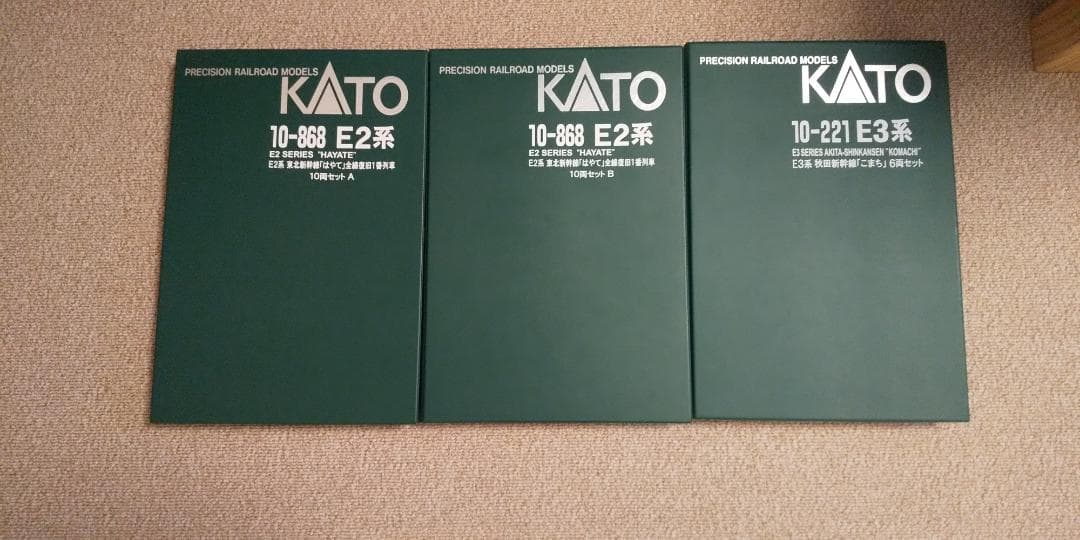 PRECISION RAILROAD MODELS
KATO
10-868 E2系
E2 SERIES "HAYATE"
E2系 東北新幹線「はやて」全線復旧1番列車
10両セット A
PRECISION RAILROAD MODELS
KATO
10-868 E2系
E2 SERIES "HAYATE"
E2系 東北新幹線「はやて」全線復旧1番列車
10両セット B
PRECISION RAILROAD MODELS
KATO
10-221 E3系
E3 SERIES AKITA-SHINKANSEN "KOMACHI"
E3系 秋田新幹線「こまち」 6両セット